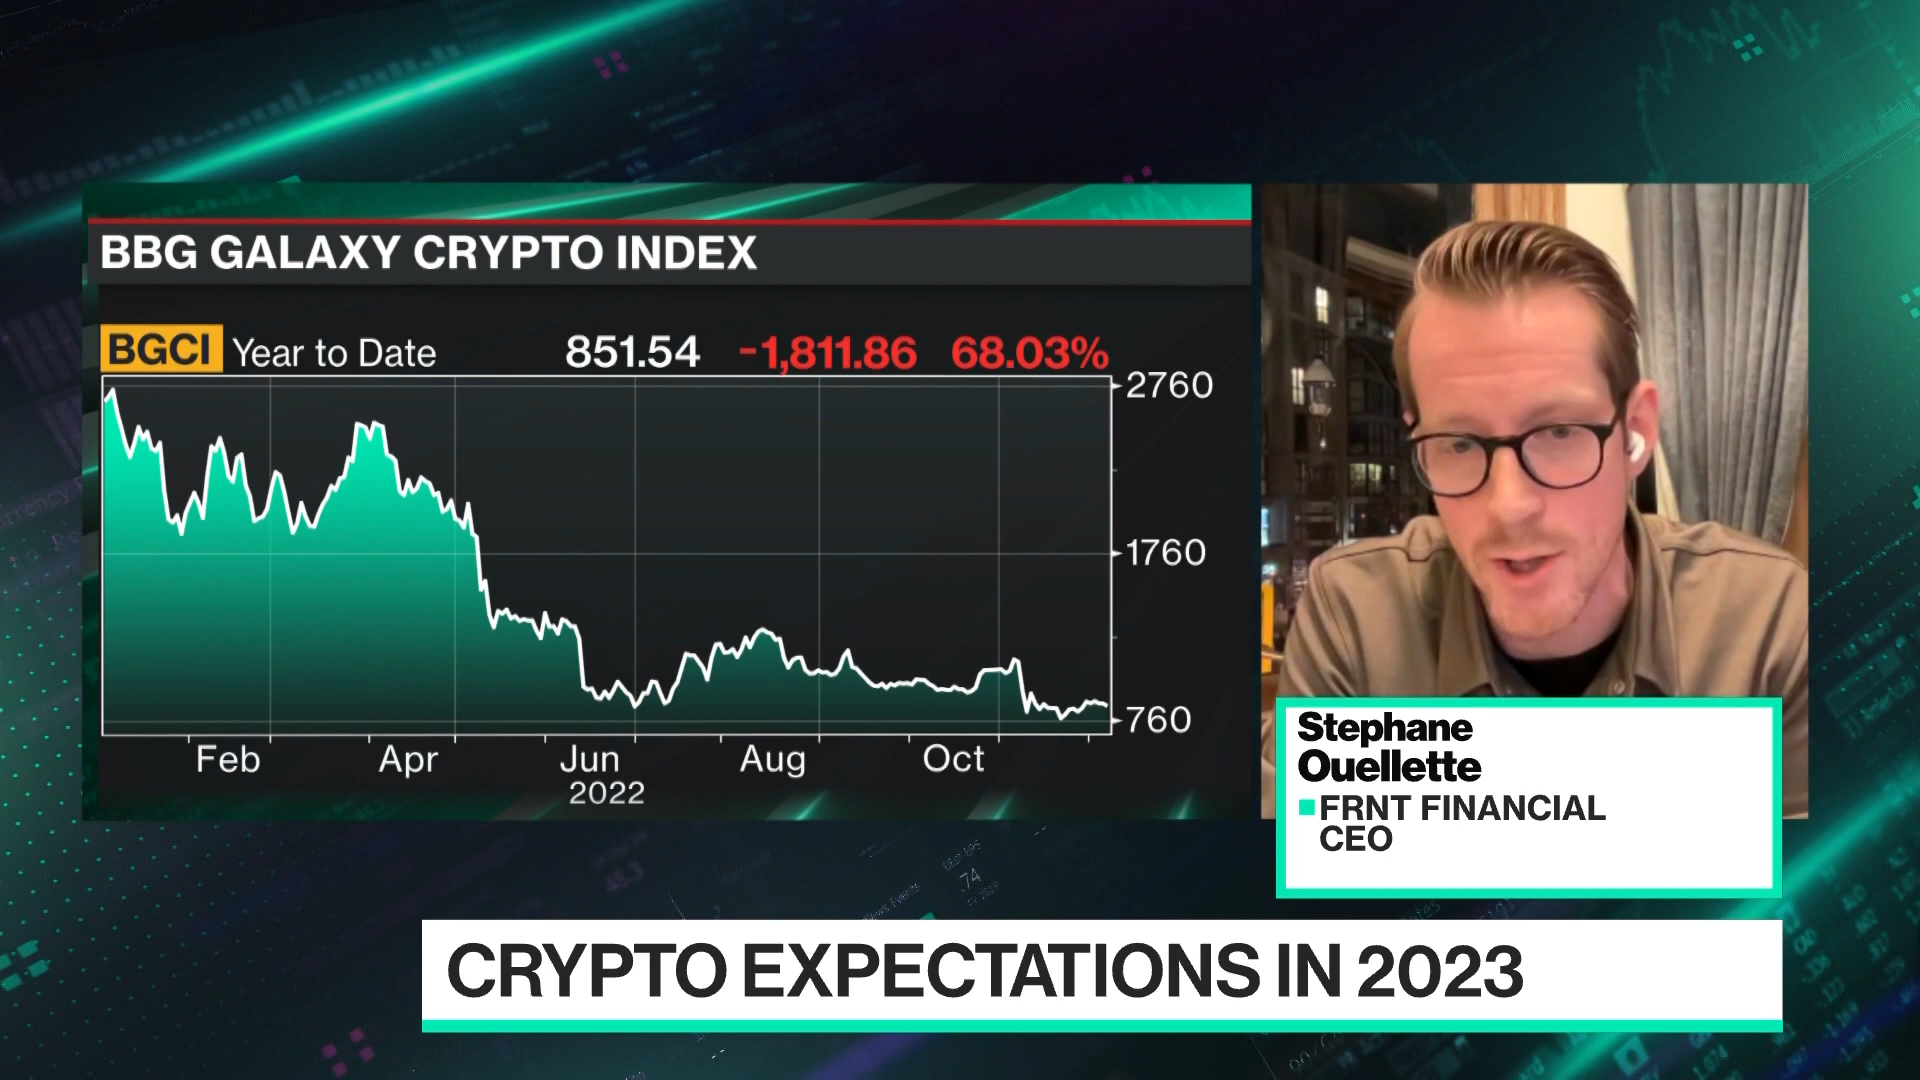 BBG GALAXY CRYPTO INDEX
BGCI Year to Date 851.54 -1,811.86 68.03%
2760
1760
760
Feb Apr Jun Aug Oct
2022
Stephane
Ouellette
FRNT FINANCIAL
CEO
CRYPTO EXPECTATIONS IN 2023